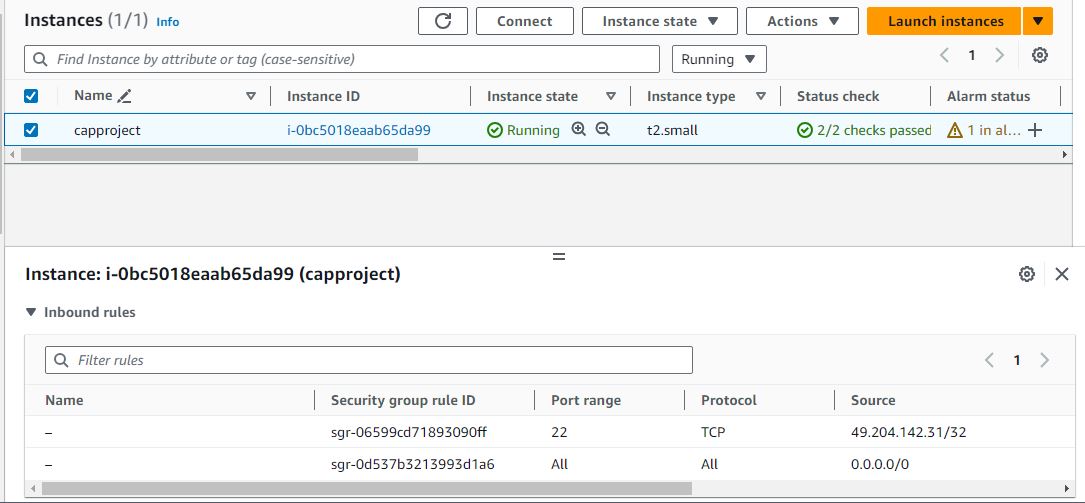 Instances (1/1) Info Connect Instance state Actions Launch instances
Find Instance by attribute or tag (case-sensitive) Running 1
Name Instance ID Instance state Instance type Status check Alarm status
capproject i-0bc5018eaab65da99 Running t2.small 2/2 checks passed 1 in al...
Instance: i-0bc5018eaab65da99 (capproject)
Inbound rules
Filter rules 1
Name Security group rule ID Port range Protocol Source
– sgr-06599cd71893090ff 22 TCP 49.204.142.31/32
– sgr-0d537b3213993d1a6 All All 0.0.0.0/0